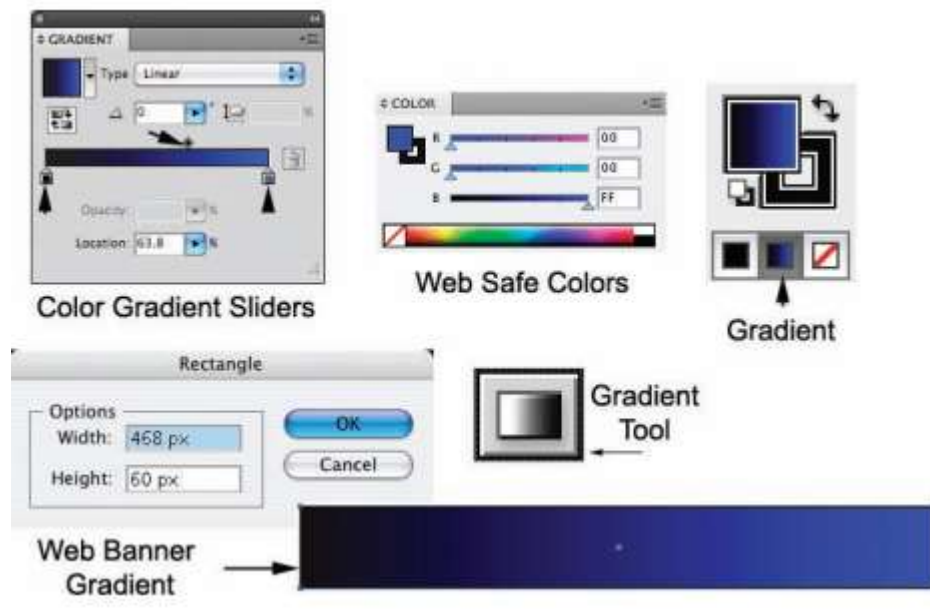 GRADIENT
Type Linear
0 °
%
Opacity: %
Location: 63.8 %
Color Gradient Sliders
COLOR
R 00
G 00
B FF
Web Safe Colors
Gradient
Rectangle
Options
Width: 468 px
Height: 60 px
OK
Cancel
Gradient
Tool
Web Banner
Gradient